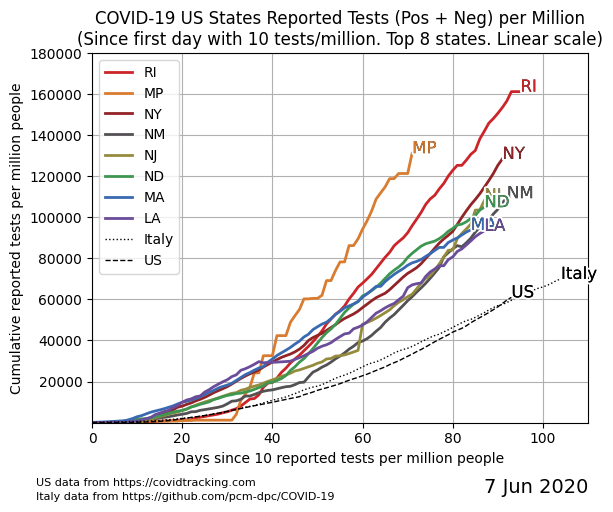 COVID-19 US States Reported Tests (Pos + Neg) per Million
(Since first day with 10 tests/million. Top 8 states. Linear scale)
Cumulative reported tests per million people
180000
160000
140000
120000
100000
80000
60000
40000
20000
RI
MP
NY
NM
NJ
ND
MA
LA
Italy
US
RI
MP
NY
NM
NJ
ND
MA
LA
Italy
US
0 20 40 60 80 100
Days since 10 reported tests per million people
US data from https://covidtracking.com
Italy data from https://github.com/pcm-dpc/COVID-19
7 Jun 2020